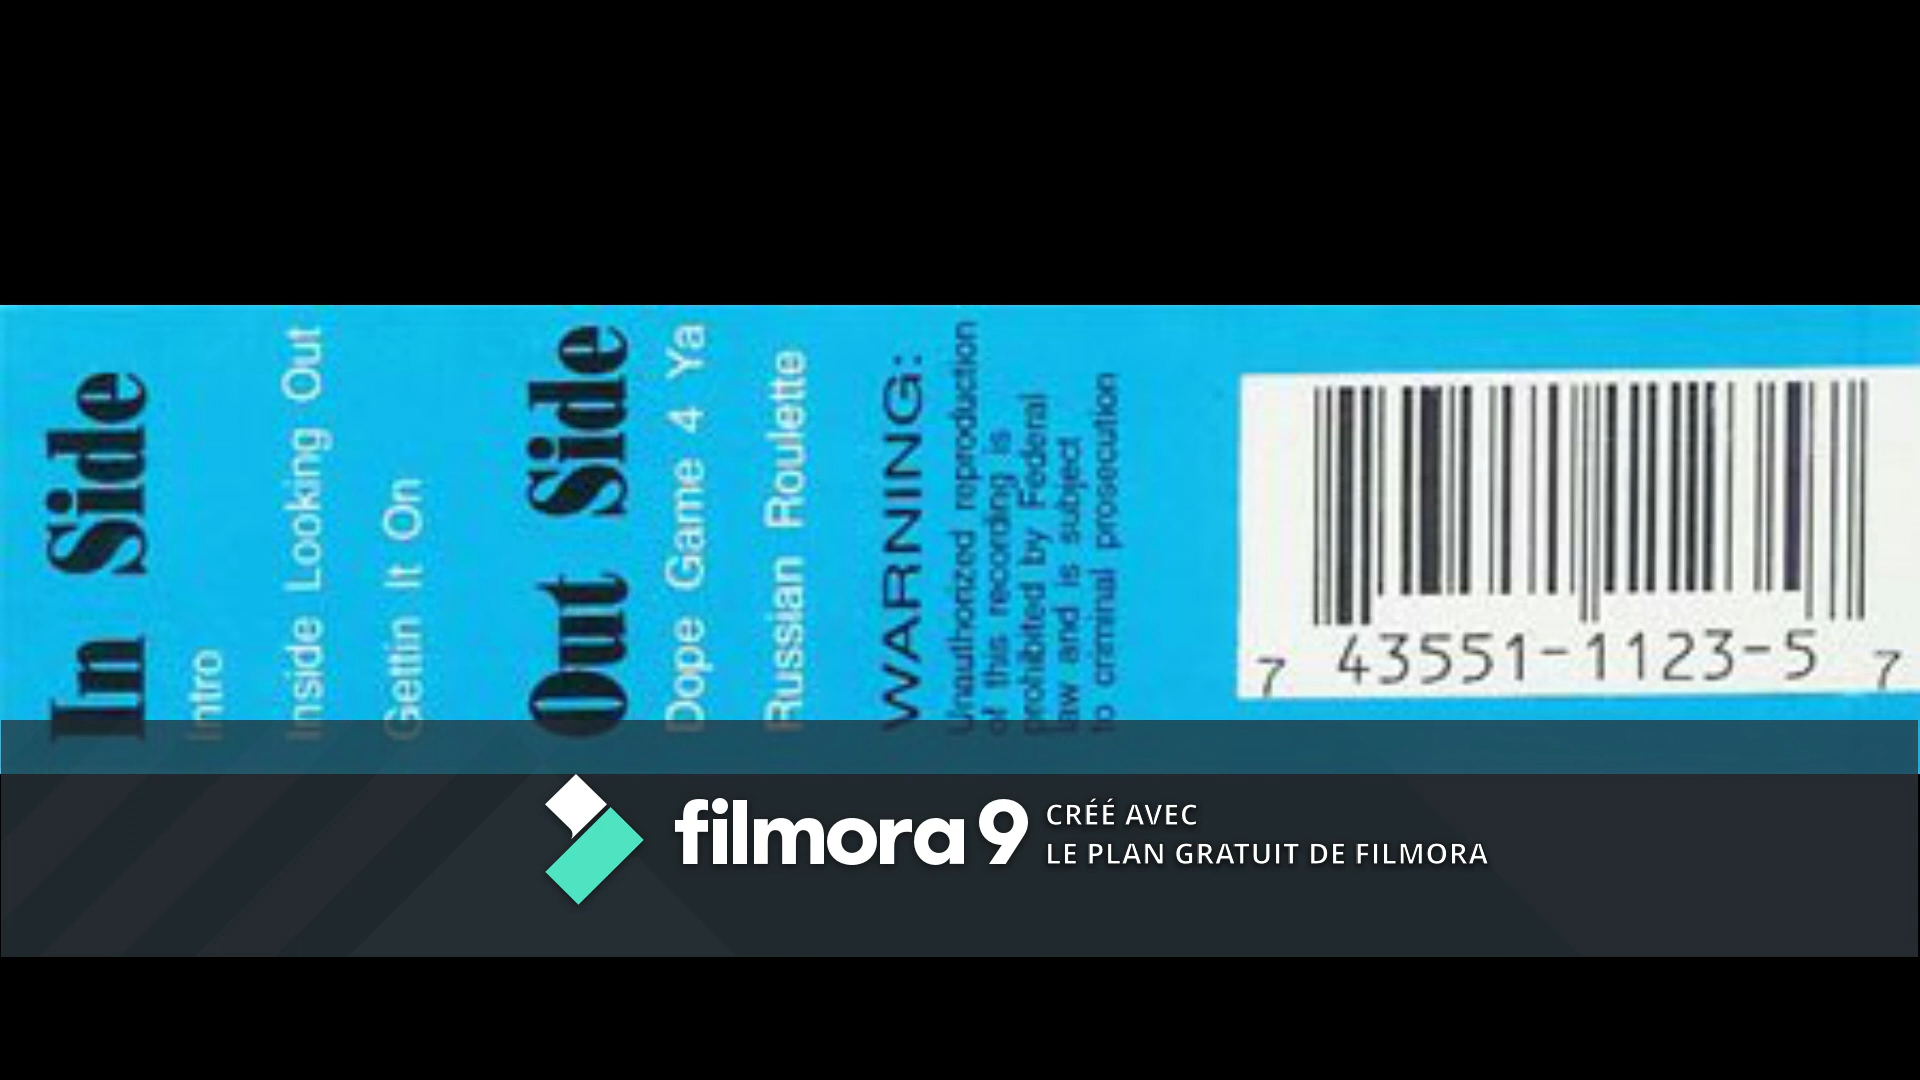 In Side
Intro
Inside Looking Out
Gettin It On
Out Side
Dope Game 4 Ya
Russian Roulette
WARNING:
Unauthorized reproduction
of this recording is
prohibited by Federal
law and is subject
to criminal prosecution
7 43551-1123-5 7
filmora9
CRÉÉ AVEC
LE PLAN GRATUIT DE FILMORA